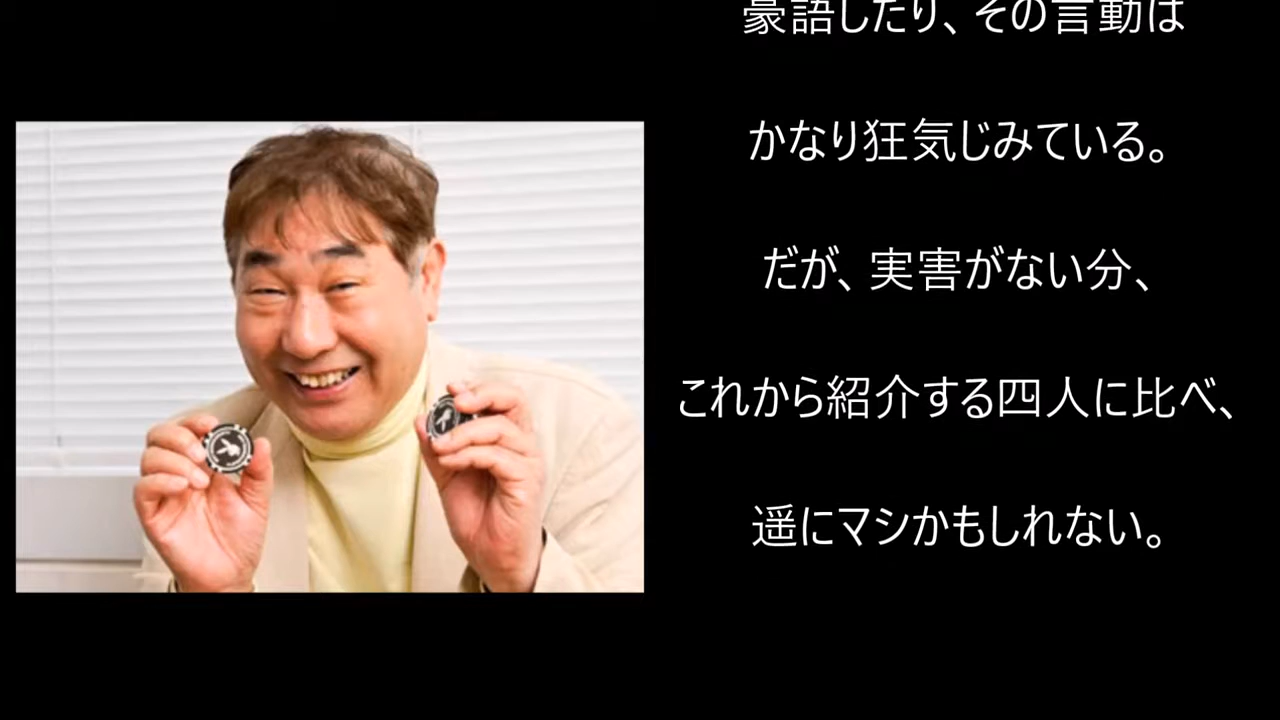 豪語したり、その言動は
かなり狂気じみている。
だが、実害がない分、
これから紹介する四人に比べ、
遥にマシかもしれない。